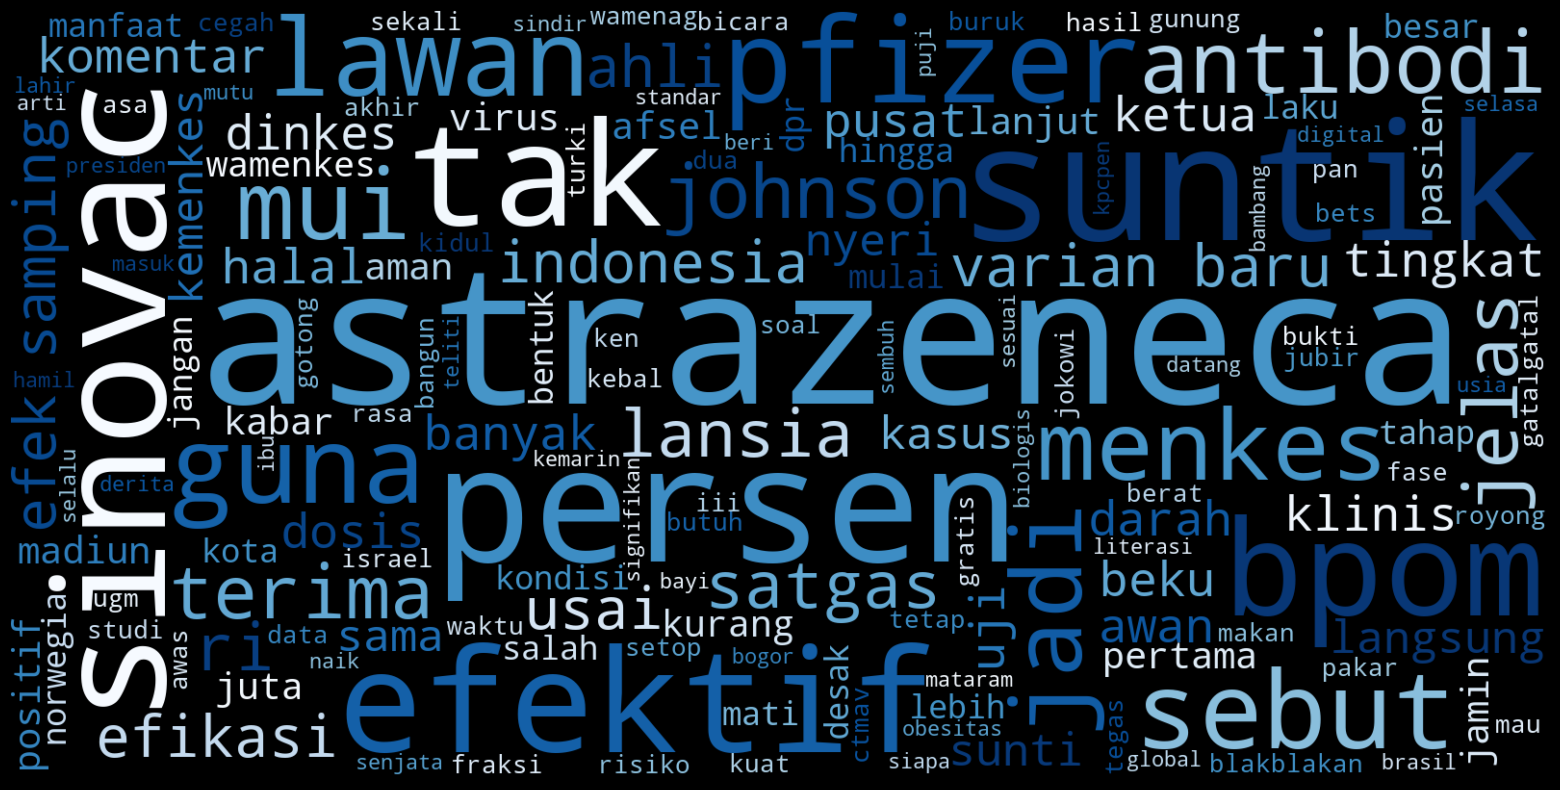 manfaat
cegah
sekali
sindir
wamenag
bicara
buruk
hasil
gunung
besar
komentar
lawan
ahli
pfizer
puji
antibodi
lahir
arti
asa
mutu
akhir
standar
dpr
laku
selasa
dinkes
virus
afsel
beri
pusat
lanjut
ketua
digital
pasien
presiden
wamenkes
kemenkes
tak
turki
dua
hingga
johnson
suntik
kpcpen
pan
bets
bambang
mui
masuk
kidul
nyeri
mulai
halal
aman
indonesia
varian baru
tingkat
efek samping
sinovac
jangan
gotong
astrazeneca
bangun
teliti
bentuk
ken
kebal
soal
sembuh
sesuai
jokowi
datang
bukti
jubir
jelas
gatalgatal
usia
hamil
kabar
rasa
banyak
lansia
kasus
menkes
tahap
selalu
derita
guna
ibu
kemarin
signifikan
persen
iii
butuh
biologis
fase
berat
dosis
klinis
royong
madiun
kota
israel
kondisi
bayi
satgas
gratis
uji
jadi
darah
literasi
beku
bpom
terima
ugm
studi
norwegia
positif
awas
ri
data
sama
naik
waktu
usai
salah
kurang
setop
tetap
bogor
awan
makan
langsung
pertama
pakar
juta
efikasi
efektif
mati
desak
ctmav
mataram
lebih
obesitas
sebut
jamin
mau
senjata
fraksi
risiko
kuat
siapa
sunti
tegas
global
blakblakan
brasil